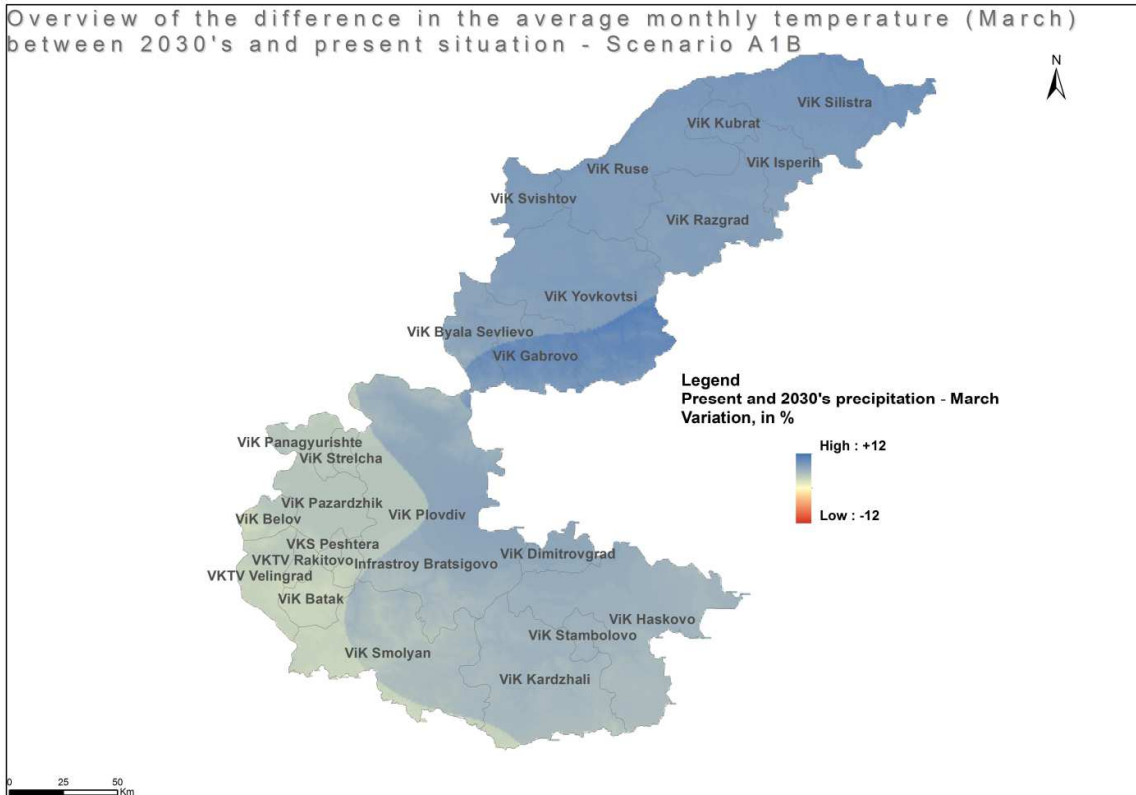 Overview of the difference in the average monthly temperature (March)
between 2030's and present situation - Scenario A1B
N
ViK Silistra
ViK Kubrat
ViK Isperih
ViK Ruse
ViK Svishtov
ViK Razgrad
ViK Yovkovtsi
ViK Byala Sevlievo
ViK Gabrovo
Legend
Present and 2030's precipitation - March
Variation, in %
High : +12
Low : -12
ViK Panagyurishte
ViK Strelcha
ViK Pazardzhik
ViK Belov
ViK Plovdiv
VKS Peshtera
ViK Dimitrovgrad
VKTV Rakitovo
Infrastroy Bratsigovo
VKTV Velingrad
ViK Batak
ViK Haskovo
ViK Stambolovo
ViK Smolyan
ViK Kardzhali
0 25 50
Km